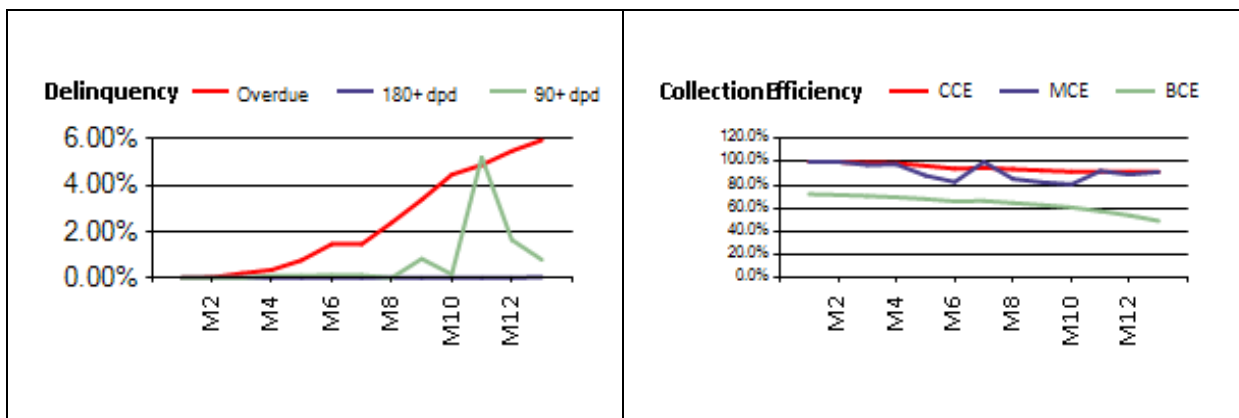 Delinquency Overdue 180+ dpd 90+ dpd
6.00%
4.00%
2.00%
0.00%
M2 M4 M6 M8 M10 M12
CollectionEfficiency CCE MCE BCE
120.0%
100.0%
80.0%
60.0%
40.0%
20.0%
0.0%
M2 M4 M6 M8 M10 M12